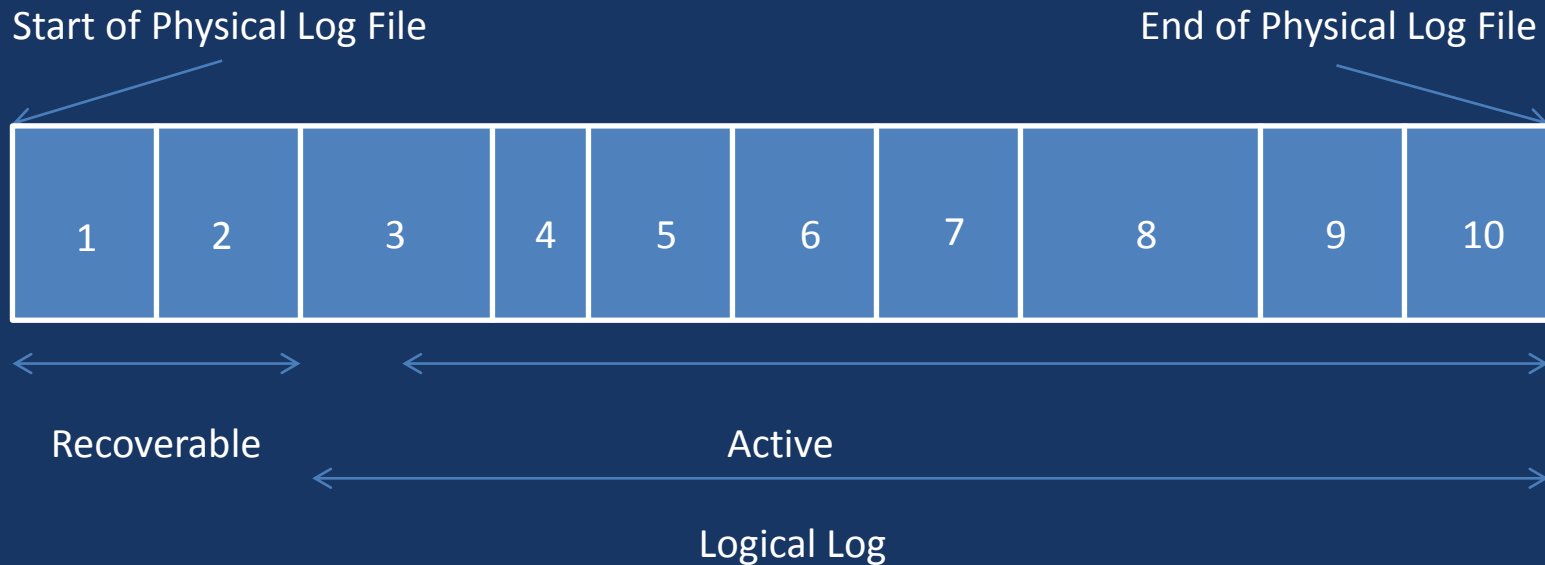 Start of Physical Log File
End of Physical Log File
1 2 3 4 5 6 7 8 9 10
Recoverable
Active
Logical Log